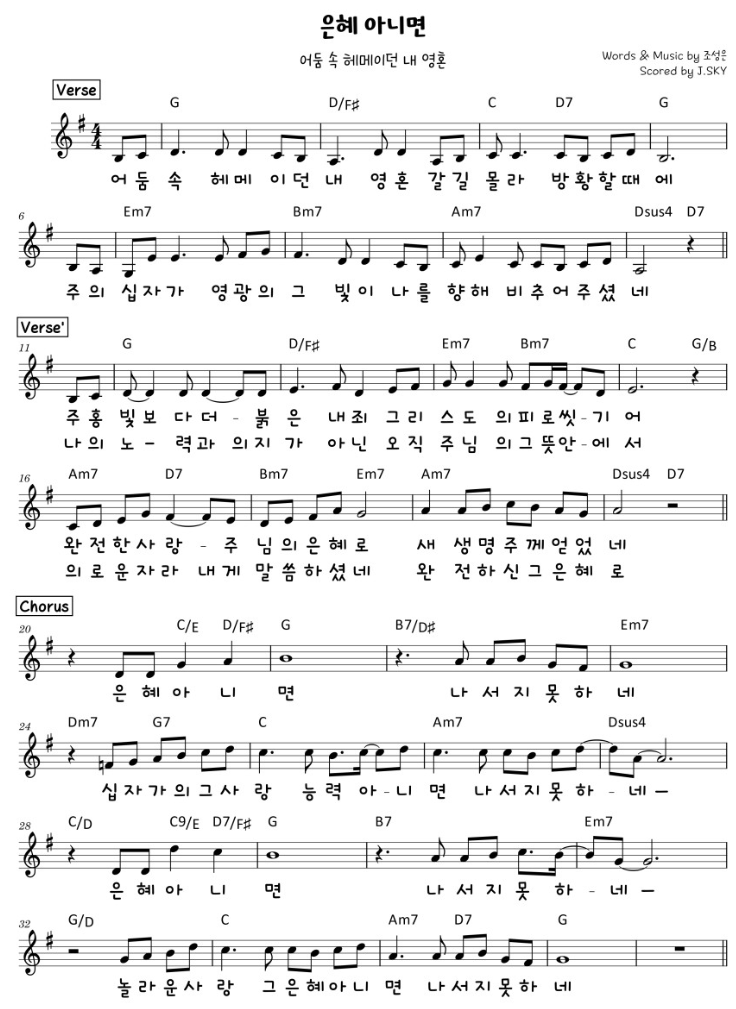 은혜 아니면
어둠 속 헤메이던 내 영혼
Words & Music by 조성은
Scored by J.SKY
Verse
G D/F♯ C D7 G
어 둠 속 헤 메 이 던 내 영 혼 갈 길 몰 라 방 황 할 때 에
6
Em7 Bm7 Am7 Dsus4 D7
주 의 십 자 가 영 광 의 그 빛 이 나 를 향 해 비 추 어 주 셨 네
Verse'
11
G D/F♯ Em7 Bm7 C G/B
주 홍 빛 보 다 더 - 붉 은 내 죄 그 리 스 도 의 피 로 씻 - 기 어
나 의 노 - 력 과 의 지 가 아 닌 오 직 주 님 의 그 뜻 안 - 에 서
16
Am7 D7 Bm7 Em7 Am7 Dsus4 D7
완 전 한 사 랑 - 주 님 의 은 혜 로 새 생 명 주 께 얻 었 네
의 로 운 자 라 내 게 말 씀 하 셨 네 완 전 하 신 그 은 혜 로
Chorus
20
C/E D/F♯ G B7/D♯ Em7
은 혜 아 니 면 나 서 지 못 하 네
24
Dm7 G7 C Am7 Dsus4
십 자 가 의 그 사 랑 능 력 아 - 니 면 나 서 지 못 하 - 네 -
28
C/D C9/E D7/F♯ G B7 Em7
은 혜 아 니 면 나 서 지 못 하 - 네 -
32
G/D C Am7 D7 G
놀 라 운 사 랑 그 은 혜 아 니 면 나 서 지 못 하 네